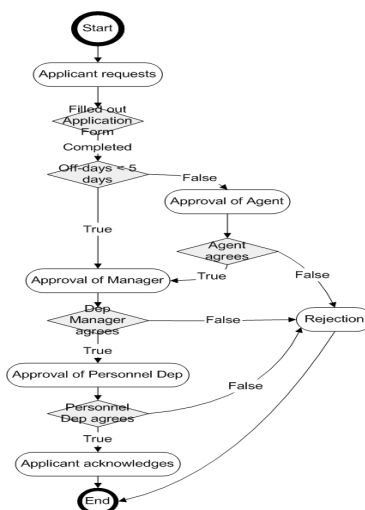 Start
Applicant requests
Filled out
Application
Form
Completed
Off-days < 5
days
False
Approval of Agent
True
Agent
agrees
True
False
Approval of Manager
Dep
Manager
agrees
False
Rejection
True
Approval of Personnel Dep
False
Personnel
Dep agrees
True
Applicant acknowledges
End